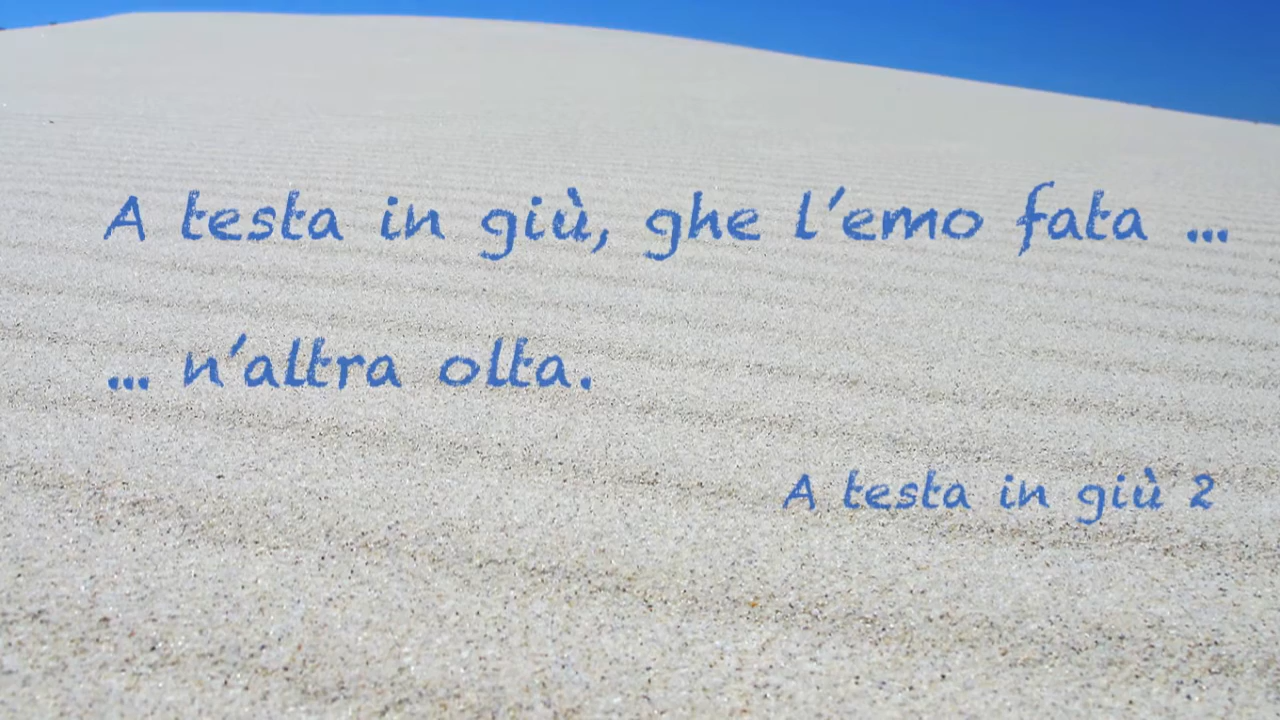 A testa in giù, ghe l'emo fata ...
... n'altra olta.
A testa in giù 2